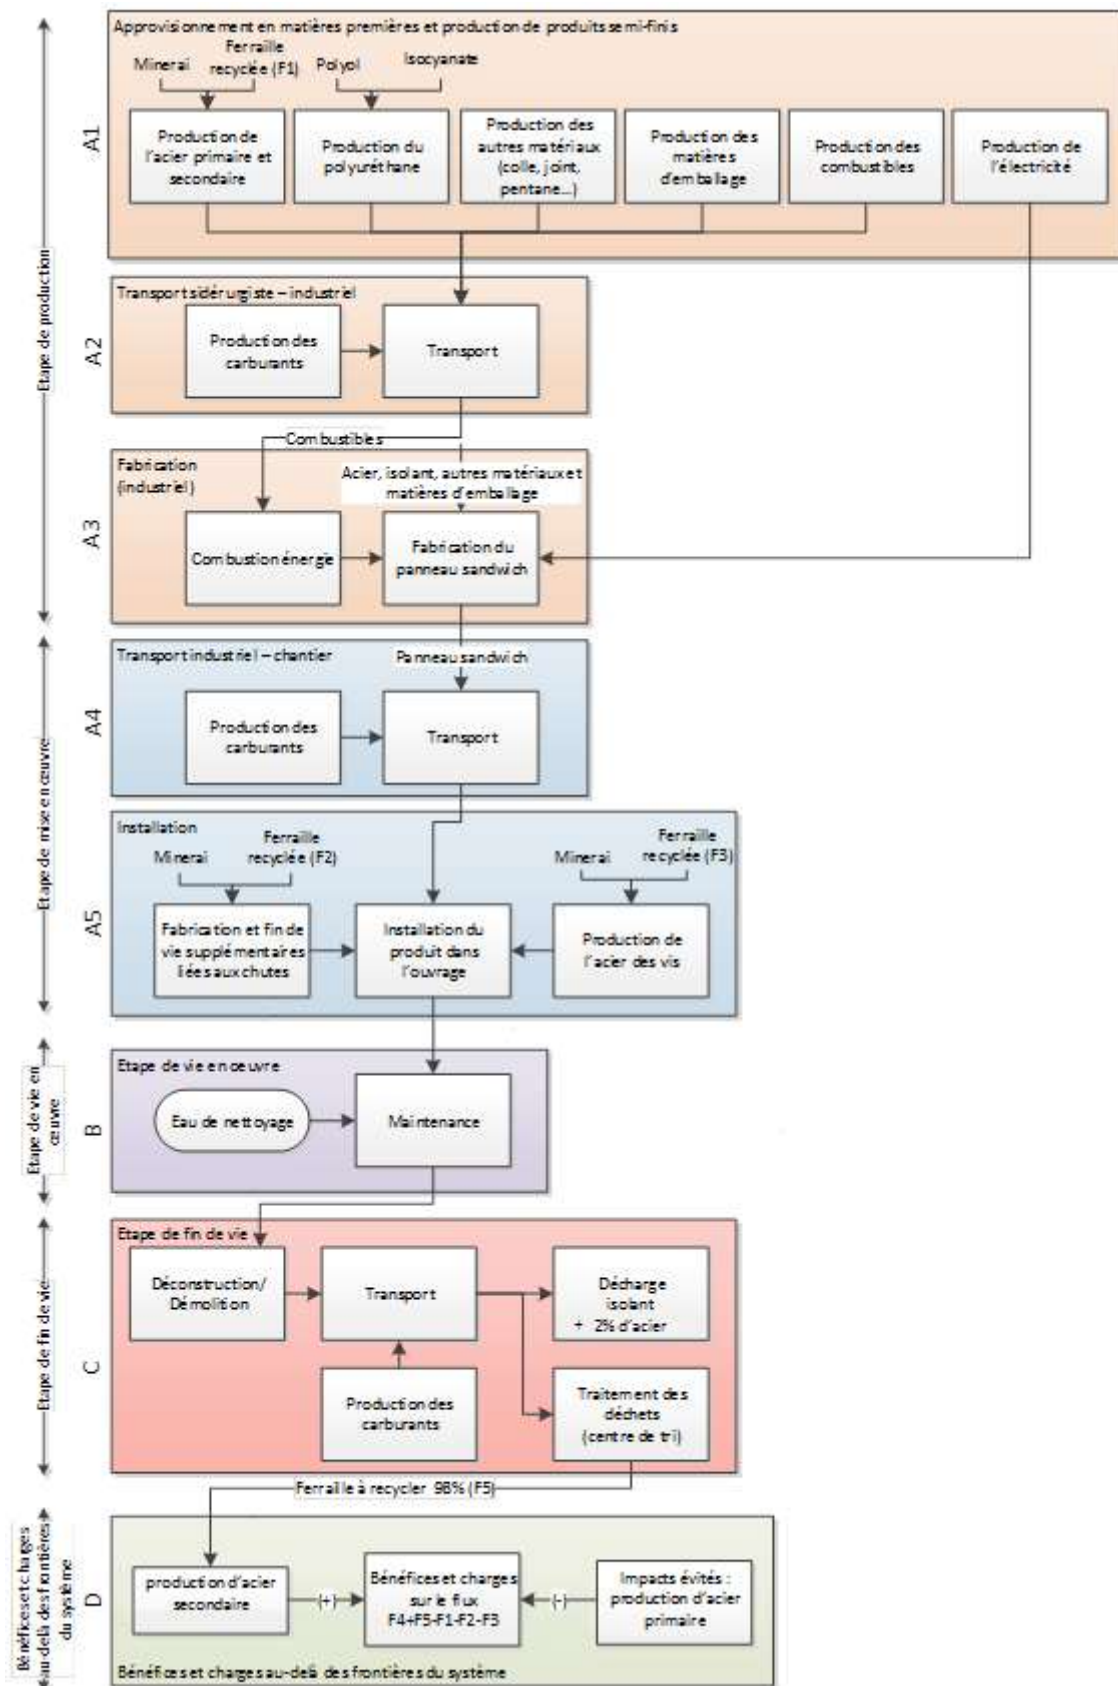 Approvisionnement en matières premières et production de produits semi-finis
Minerai
Ferraille
recyclée (F1)
Polyol
Isocyanate
Production de
l'acier primaire et
secondaire
Production du
polyuréthane
Production des
autres matériaux
(colle, joint,
pentane...)
Production des
matières
d'emballage
Production des
combustibles
Production de
l'électricité
A1
Etape de production
Transport sidérurgiste – industriel
Production des
carburants
Transport
A2
Combustibles
Fabrication
(industriel)
Acier, isolant, autres matériaux et
matières d'emballage
Combustion énergie
Fabrication du
panneau sandwich
A3
Transport industriel – chantier
Panneau sandwich
Production des
carburants
Transport
A4
Etape de mise en œuvre
Installation
Minerai
Ferraille
recyclée (F2)
Minerai
Ferraille
recyclée (F3)
Fabrication et fin de
vie supplémentaires
liées aux chutes
Installation du
produit dans
l'ouvrage
Production de
l'acier des vis
A5
Etape de vie en oeuvre
Eau de nettoyage
Maintenance
B
Etape de vie en
œuvre
Etape de fin de vie
Déconstruction/
Démolition
Transport
Décharge
isolant
+ 2% d'acier
Production des
carburants
Traitement des
déchets
(centre de tri)
C
Etape de fin de vie
Ferraille à recycler 98% (F5)
production d'acier
secondaire
(+)
Bénéfices et charges
sur le flux
F4+F5-F1-F2-F3
(-)
Impacts évités :
production d'acier
primaire
D
Bénéfices et charges
au-delà des frontières
du système
Bénéfices et charges au-delà des frontières du système